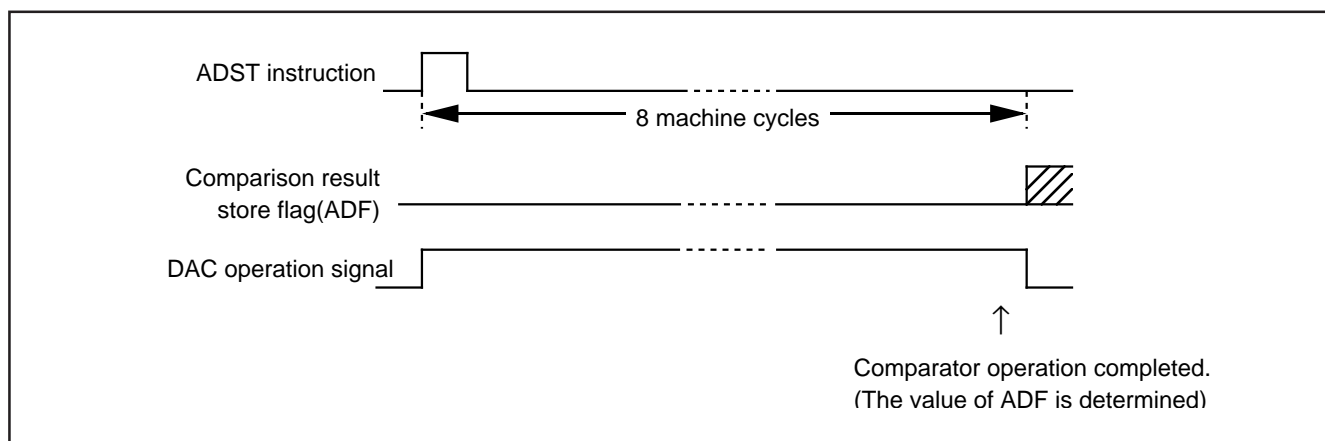 ADST instruction
8 machine cycles
Comparison result
store flag(ADF)
DAC operation signal
Comparator operation completed.
(The value of ADF is determined)